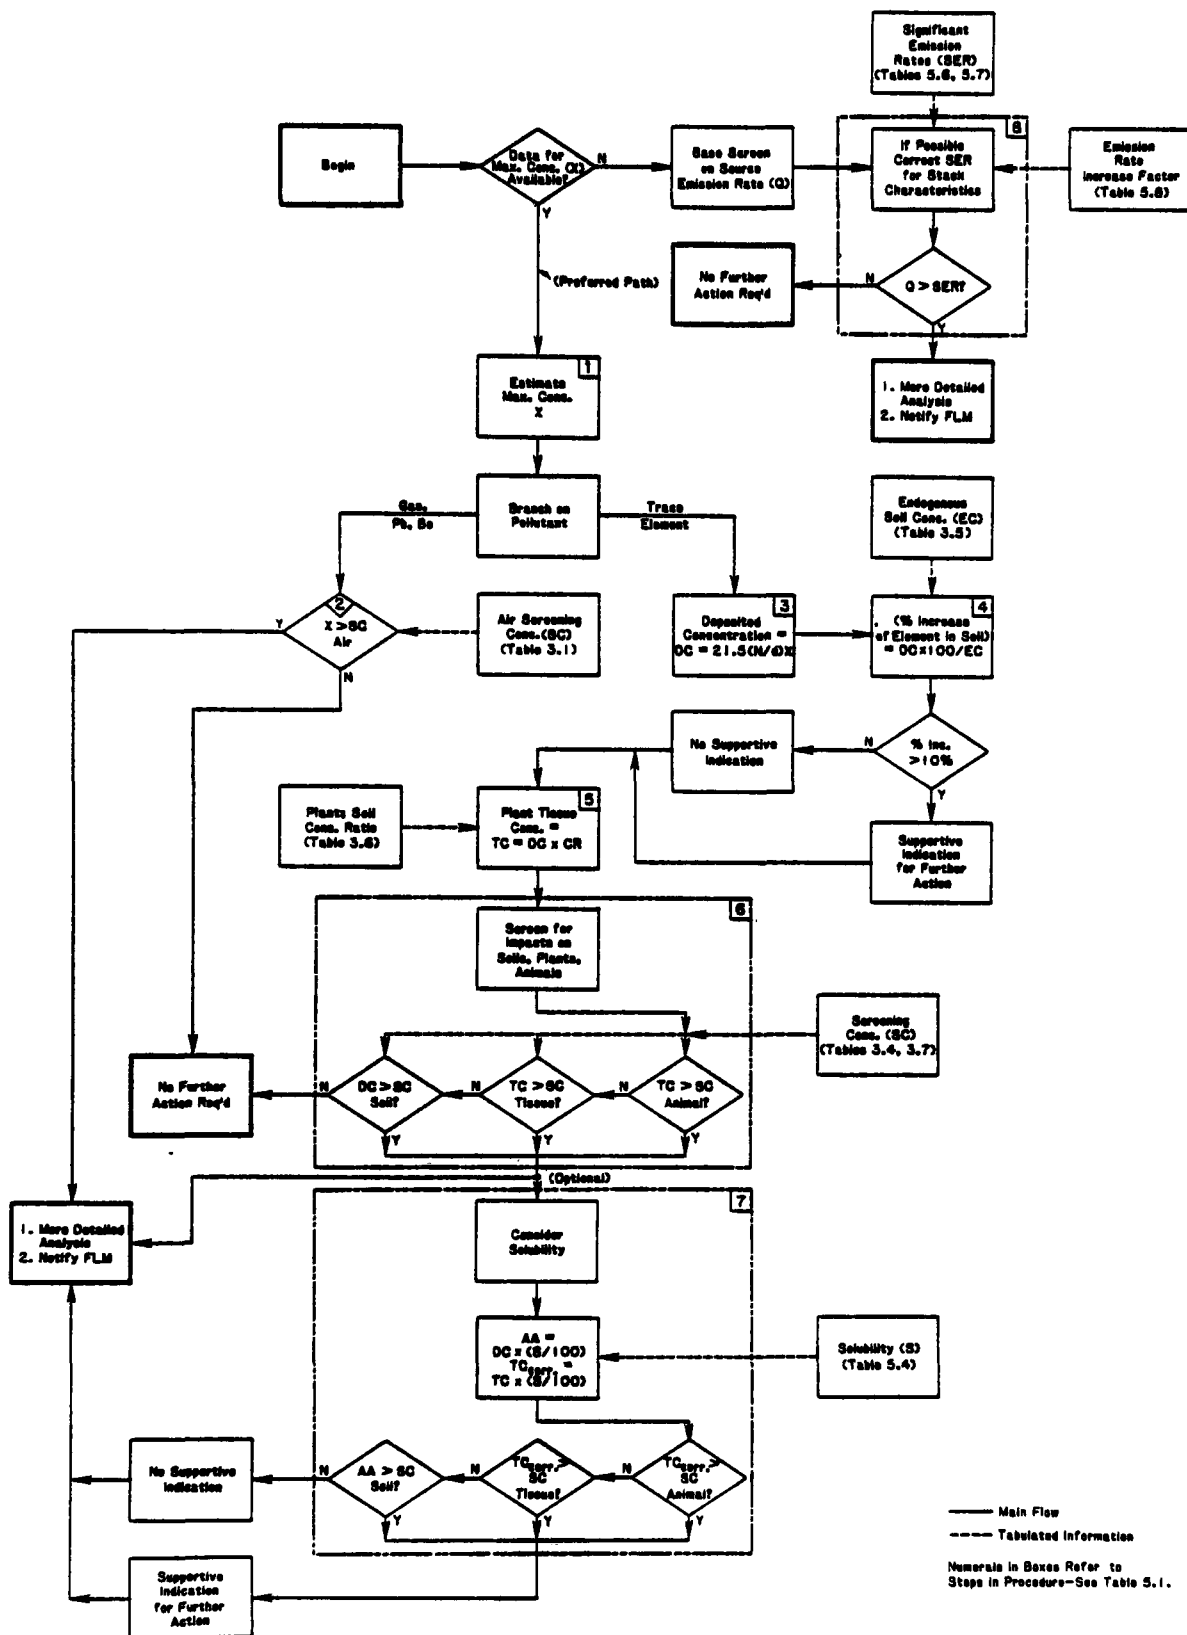 Significant
Emission
Rates (SER)
(Tables 5.6, 5.7)
8
Begin
Data for
Max. Conc. (X)
Available?
N
Y
Base Screen
on Source
Emission Rate (Q)
If Possible
Correct SER
for Stack
Characteristics
Emission
Rate
Increase Factor
(Table 5.8)
(Preferred Path)
No Further
Action Req'd
N
Q > SER?
Y
1. More Detailed
Analysis
2. Notify FLM
1
Estimate
Max. Conc.
X
Gas,
Pb, Be
Branch on
Pollutant
Trace
Element
Endogenous
Soil Conc. (EC)
(Table 3.5)
2
Y
X > SC
Air
N
Air Screening
Conc.(SC)
(Table 3.1)
3
Deposited
Concentration =
DC = 21.5(N/d)X
4
(% Increase
of Element in Soil)
= DC x 100/EC
No Supportive
Indication
N
% Inc.
>10%
Y
Plants Soil
Conc. Ratio
(Table 3.6)
5
Plant Tissue
Conc. =
TC = DC x CR
Supportive
Indication
for Further
Action
6
Screen for
Impacts on
Soils, Plants,
Animals
Screening
Conc. (SC)
(Tables 3.4, 3.7)
No Further
Action Req'd
N
DC > SC
Soil?
Y
N
TC > SC
Tissue?
Y
N
TC > SC
Animal?
Y
(Optional)
1. More Detailed
Analysis
2. Notify FLM
7
Consider
Solubility
AA =
DC x (S/100)
TCcorr. =
TC x (S/100)
Solubility (S)
(Table 5.4)
No Supportive
Indication
N
AA > SC
Soil?
Y
N
TCcorr. >
SC
Tissue?
Y
N
TCcorr. >
SC
Animal?
Y
Supportive
Indication
for Further
Action
Main Flow
Tabulated Information
Numerals in Boxes Refer to
Steps in Procedure–See Table 5.1.